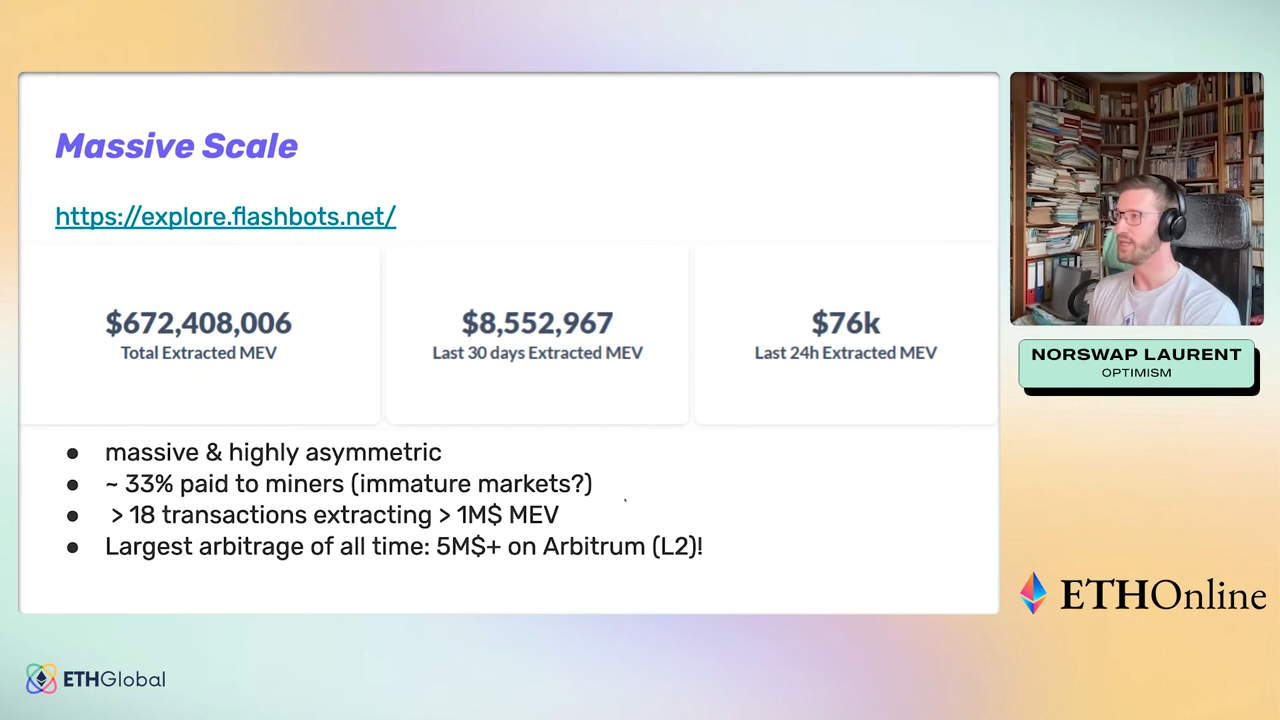 Massive Scale
https://explore.flashbots.net/
$672,408,006
Total Extracted MEV
$8,552,967
Last 30 days Extracted MEV
$76k
Last 24h Extracted MEV
● massive & highly asymmetric
● ~ 33% paid to miners (immature markets?)
● > 18 transactions extracting > 1M$ MEV
● Largest arbitrage of all time: 5M$+ on Arbitrum (L2)!
NORSWAP LAURENT
OPTIMISM
ETHOnline
ETHGlobal